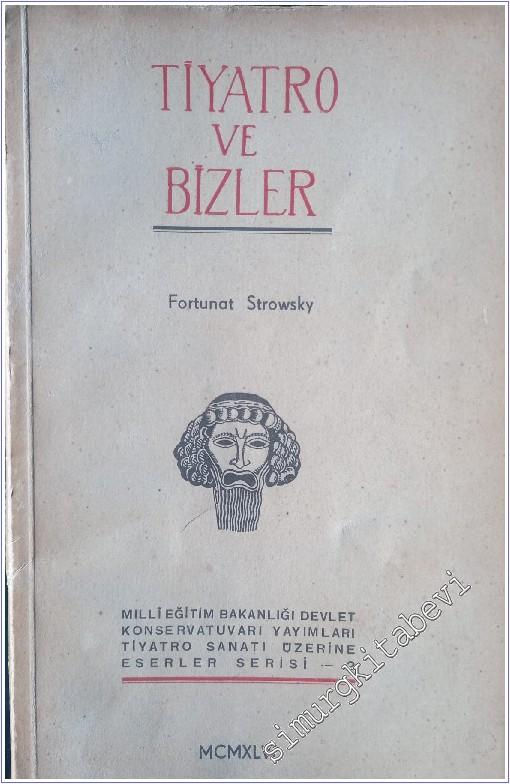 TİYATRO
VE
BİZLER
Fortunat Strowsky
MİLLİ EĞİTİM BAKANLIĞI DEVLET
KONSERVATUVARI YAYIMLARI
TİYATRO SANATI ÜZERİNE
ESERLER SERİSİ —
simurgkitabevi